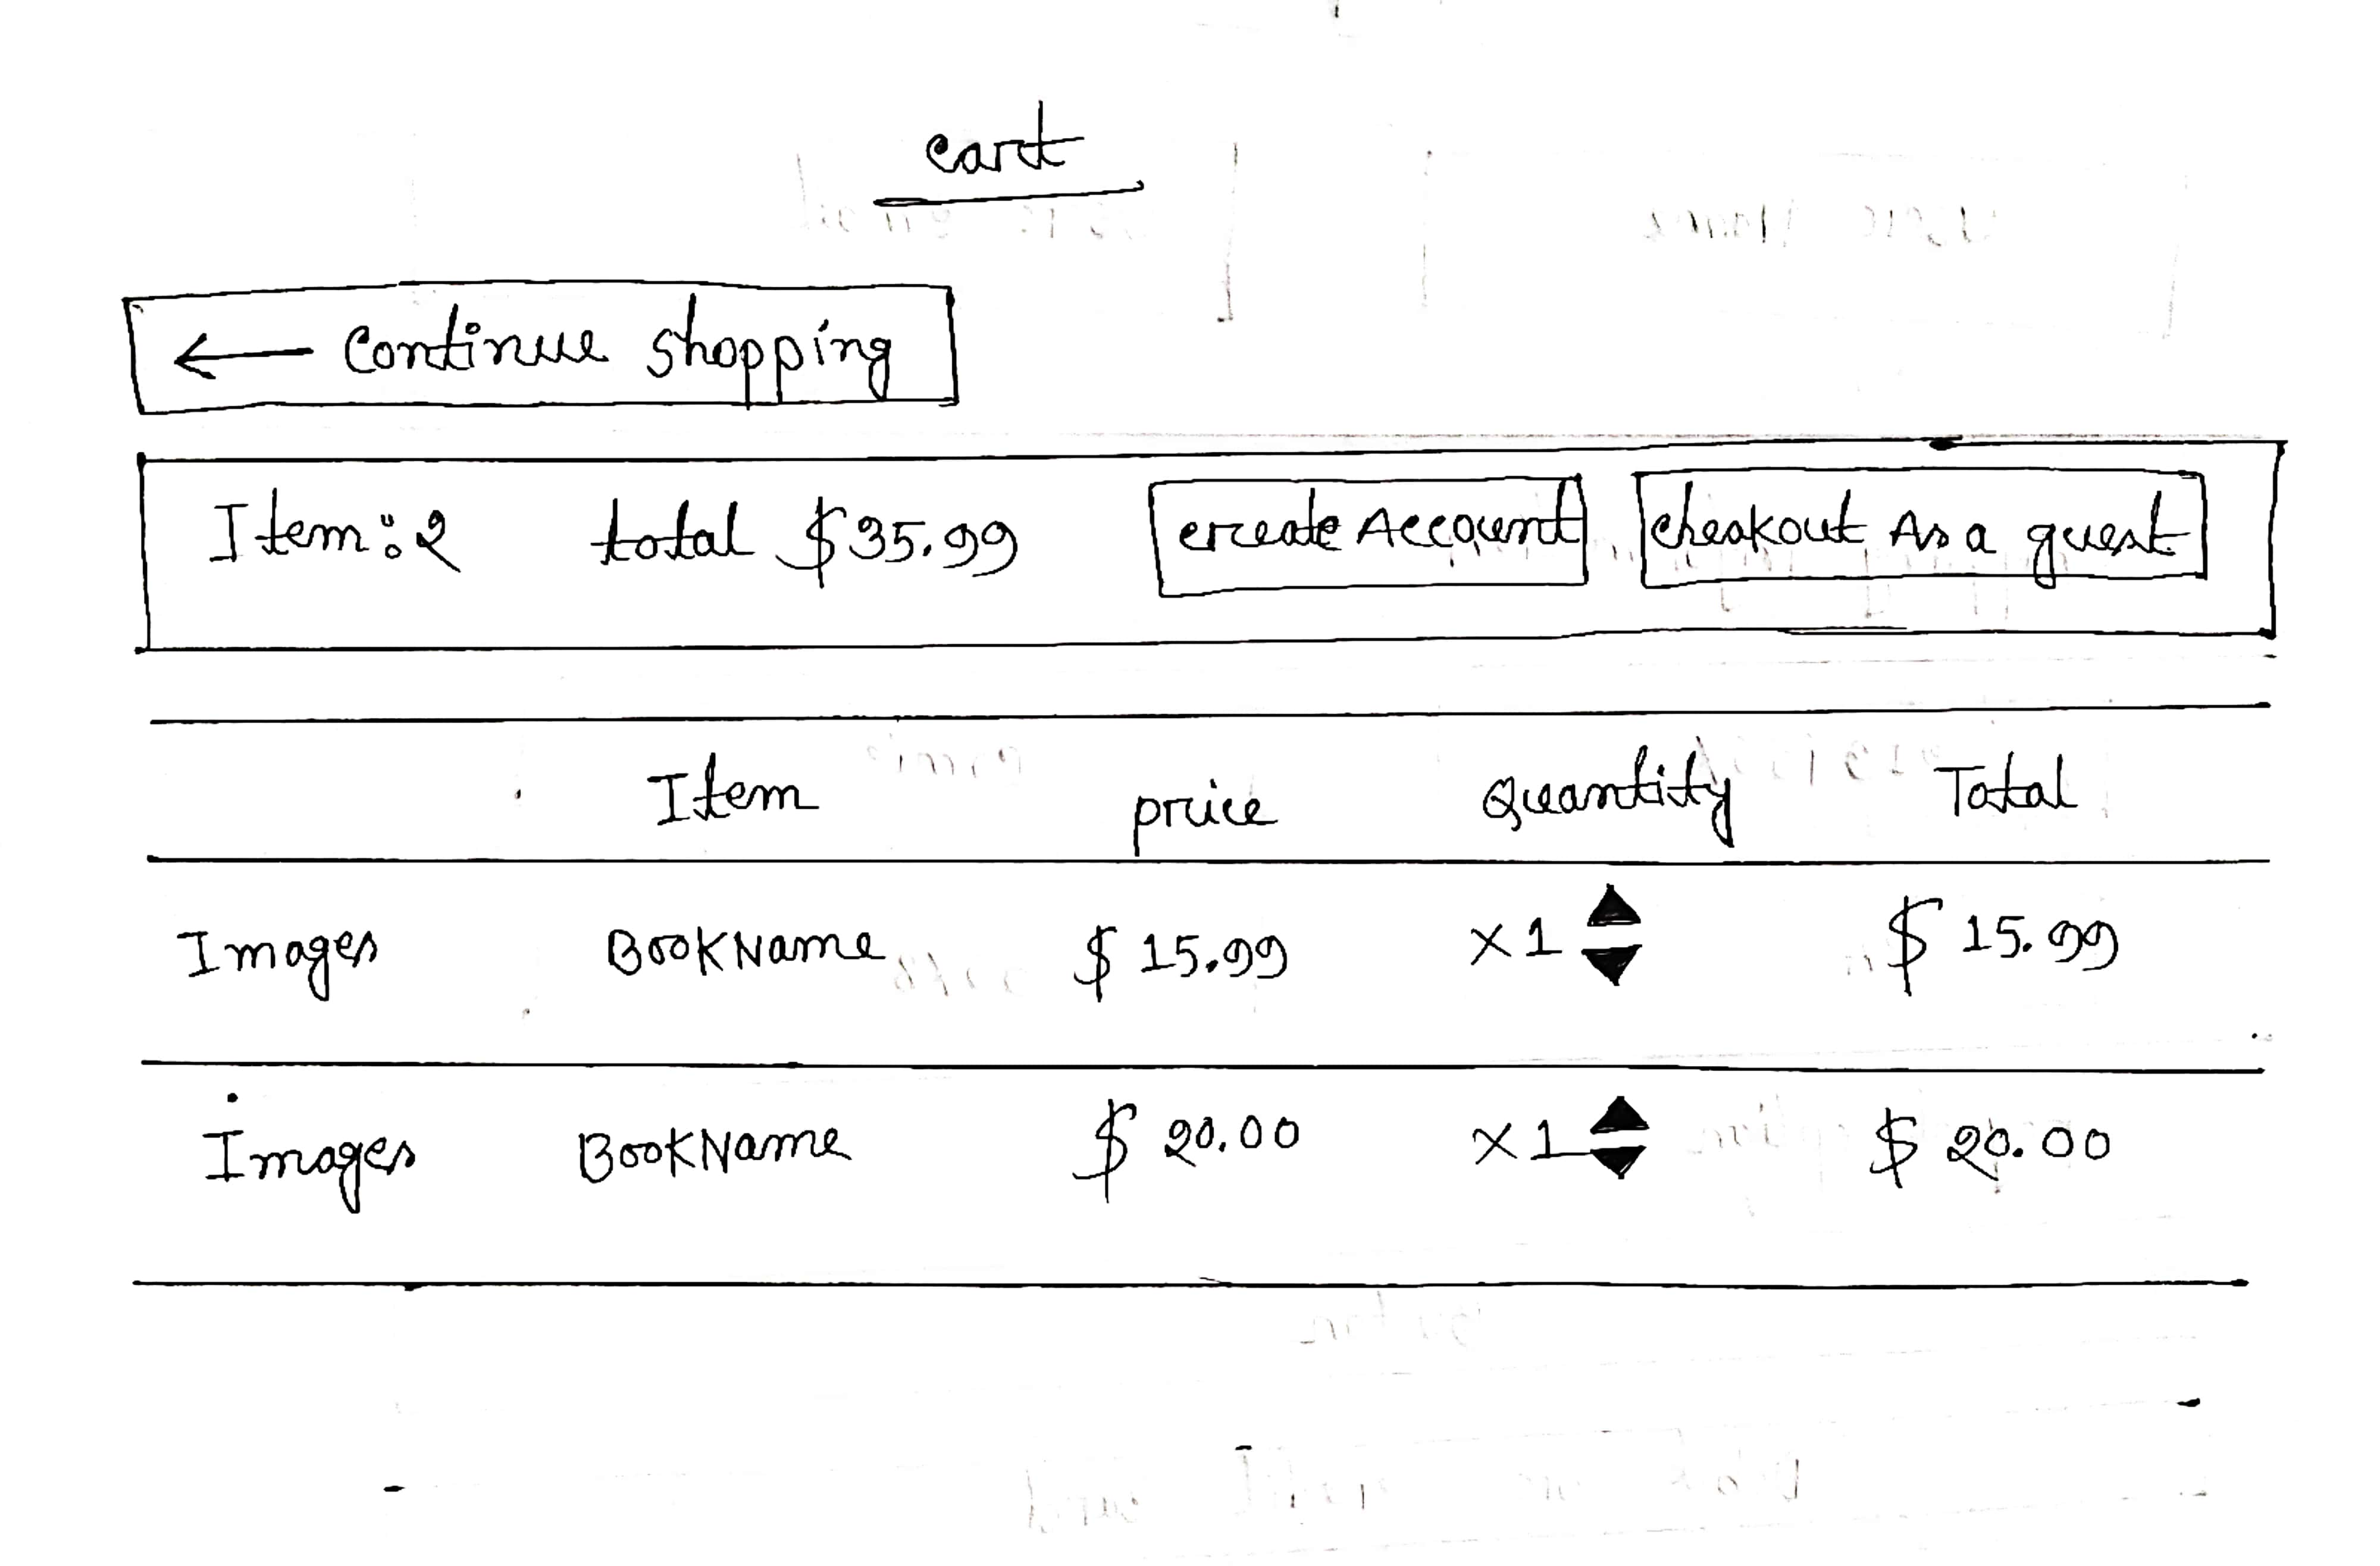 cart
← Continue shopping
Item: 2 total $35.99 create Account cheakout As a guest
Item price Quantity Total
Images BookName $15.99 x1 $15.99
Images BookName $20.00 x1 $20.00